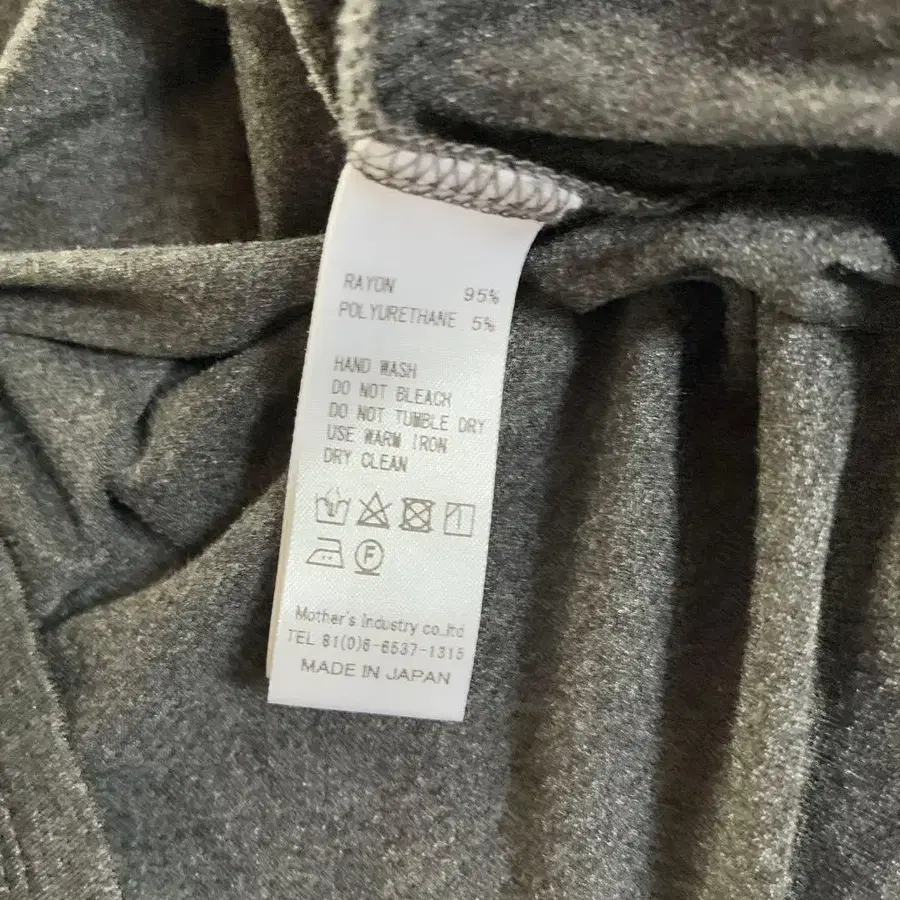 RAYON 95%
POLYURETHANE 5%
HAND WASH
DO NOT BLEACH
DO NOT TUMBLE DRY
USE WARM IRON
DRY CLEAN
F
Mother's Industry co.,ltd
TEL 81(0)6-6537-1315
MADE IN JAPAN